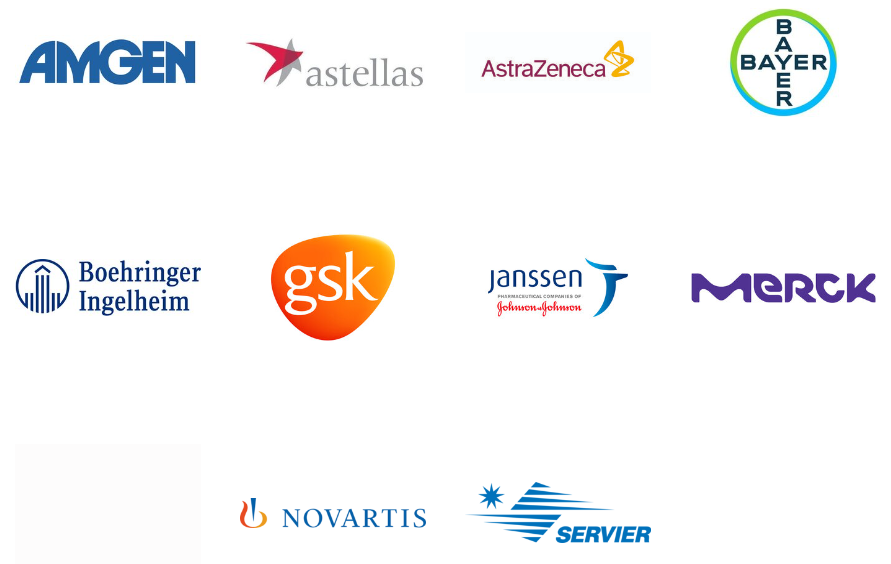 AMGEN
astellas
AstraZeneca
BAYER
BAYER
Boehringer
Ingelheim
gsk
janssen
PHARMACEUTICAL COMPANIES OF
Johnson & Johnson
MERCK
NOVARTIS
SERVIER